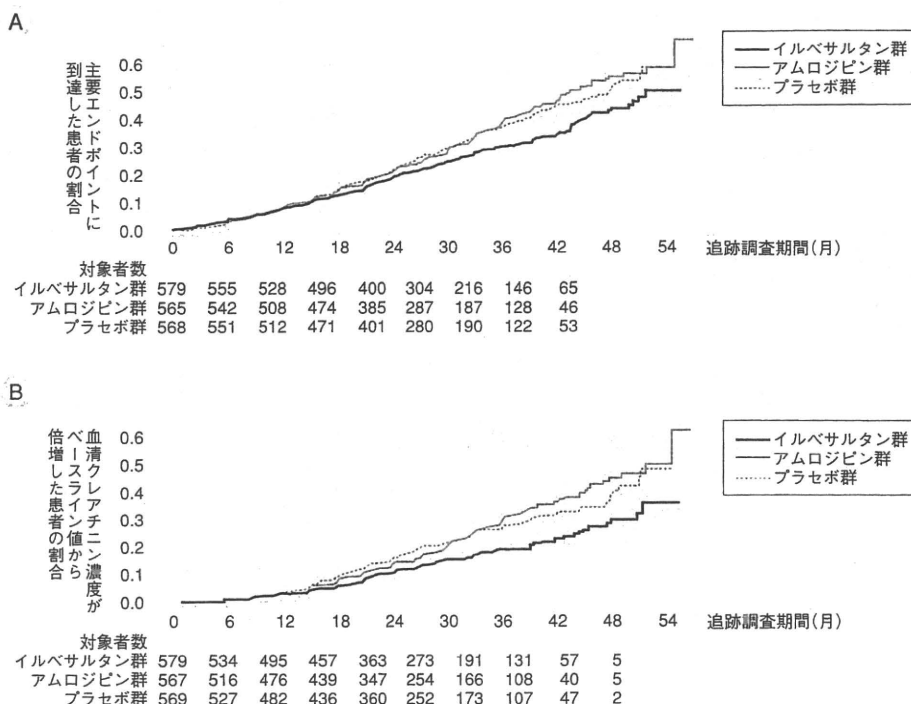 A
主要エンドポイントに
到達した患者の割合
0.6
0.5
0.4
0.3
0.2
0.1
0.0
イルベサルタン群
アムロジピン群
プラセボ群
0 6 12 18 24 30 36 42 48 54 追跡調査期間(月)
対象者数
イルベサルタン群 579 555 528 496 400 304 216 146 65
アムロジピン群 565 542 508 474 385 287 187 128 46
プラセボ群 568 551 512 471 401 280 190 122 53
B
血清クレアチニン濃度が
ベースライン値から
倍増した患者の割合
0.6
0.5
0.4
0.3
0.2
0.1
0.0
イルベサルタン群
アムロジピン群
プラセボ群
0 6 12 18 24 30 36 42 48 54 追跡調査期間(月)
対象者数
イルベサルタン群 579 534 495 457 363 273 191 131 57 5
アムロジピン群 567 516 476 439 347 254 166 108 40 5
プラセボ群 569 527 482 436 360 252 173 107 47 2